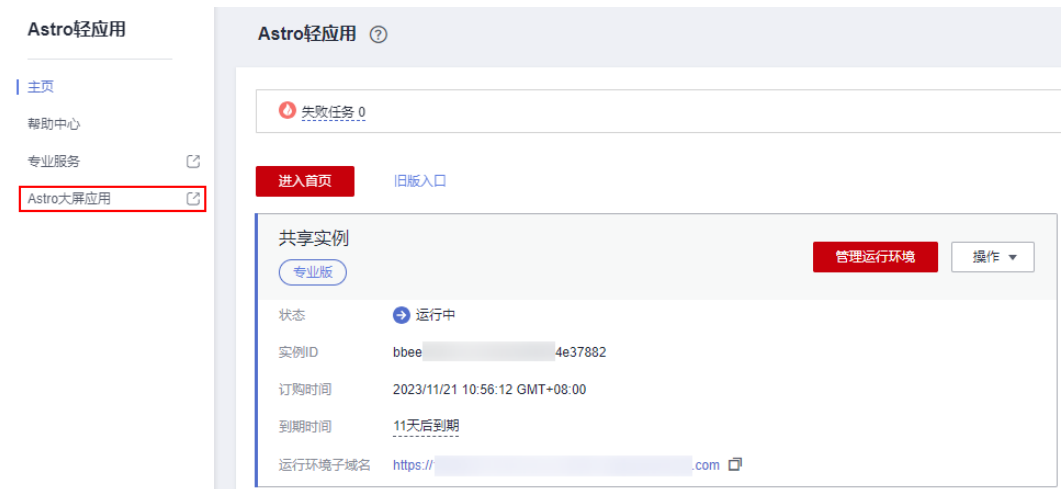 Astro轻应用
主页
帮助中心
专业服务
Astro大屏应用
Astro轻应用 ?
失败任务 0
进入首页 旧版入口
共享实例
专业版
管理运行环境 操作
状态 运行中
实例ID bbee 4e37882
订购时间 2023/11/21 10:56:12 GMT+08:00
到期时间 11天后到期
运行环境子域名 https:// .com